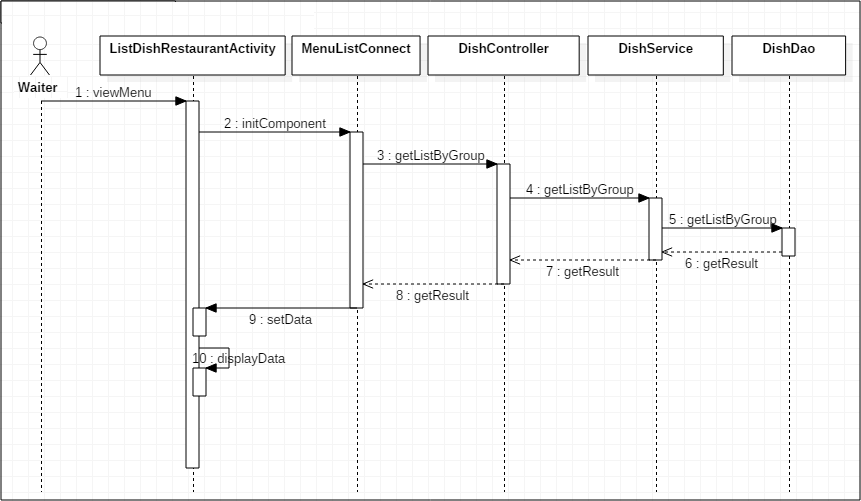 ListDishRestaurantActivity
MenuListConnect
DishController
DishService
DishDao
Waiter
1 : viewMenu
2 : initComponent
3 : getListByGroup
4 : getListByGroup
5 : getListByGroup
6 : getResult
7 : getResult
8 : getResult
9 : setData
10 : displayData